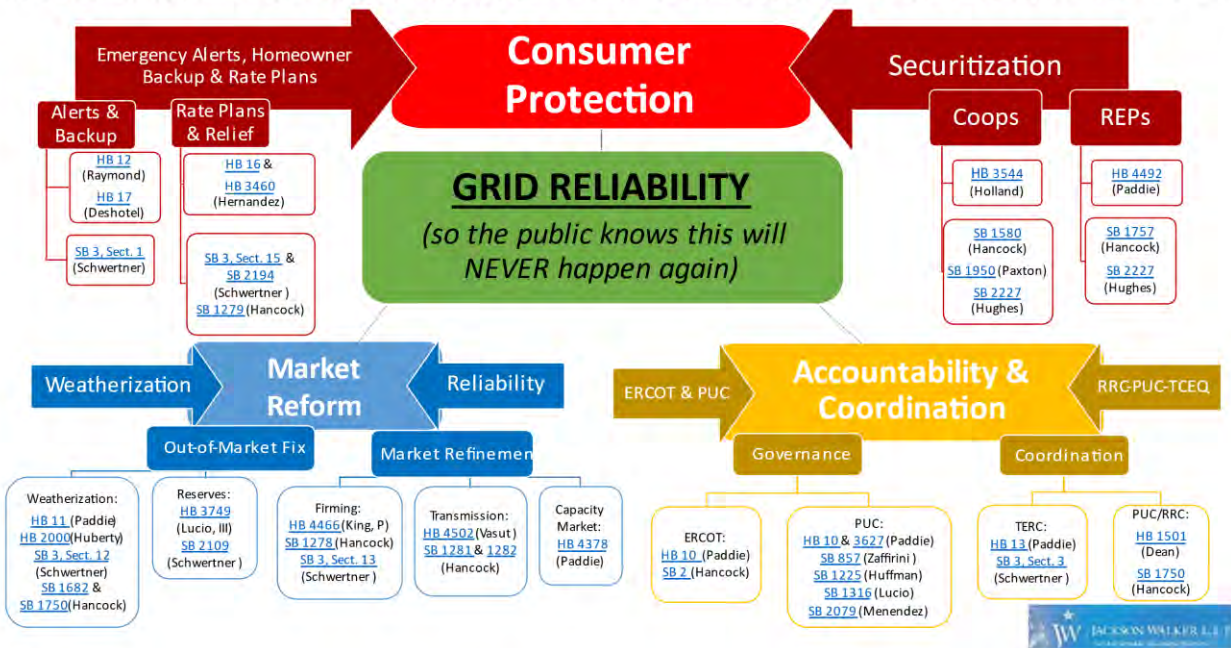 Emergency Alerts, Homeowner
Backup & Rate Plans
Consumer
Protection
Securitization
Alerts &
Backup
Rate Plans
& Relief
Coops
REPs
HB 12
(Raymond)
HB 17
(Deshotel)
SB 3, Sect. 1
(Schwertner)
HB 16 &
HB 3460
(Hernandez)
SB 3, Sect. 15 &
SB 2194
(Schwertner )
SB 1279 (Hancock)
GRID RELIABILITY
(so the public knows this will
NEVER happen again)
HB 3544
(Holland)
SB 1580
(Hancock)
SB 1950 (Paxton)
SB 2227
(Hughes)
HB 4492
(Paddie)
SB 1757
(Hancock)
SB 2227
(Hughes)
Weatherization
Market
Reform
Reliability
ERCOT & PUC
Accountability &
Coordination
RRC-PUC-TCEQ
Out-of-Market Fix
Market Refinemen
Governance
Coordination
Weatherization:
HB 11 (Paddie)
HB 2000 (Huberty)
SB 3, Sect. 12
(Schwertner)
SB 1682 &
SB 1750 (Hancock)
Reserves:
HB 3749
(Lucio, III)
SB 2109
(Schwertner )
Firming:
HB 4466 (King, P)
SB 1278 (Hancock)
SB 3, Sect. 13
(Schwertner )
Transmission:
HB 4502 (Vasut )
SB 1281 & 1282
(Hancock)
Capacity
Market:
HB 4378
(Paddie)
ERCOT:
HB 10 (Paddie)
SB 2 (Hancock)
PUC:
HB 10 & 3627 (Paddie)
SB 857 (Zaffirini )
SB 1225 (Huffman)
SB 1316 (Lucio)
SB 2079 (Menendez)
TERC:
HB 13 (Paddie)
SB 3, Sect. 3
(Schwertner )
PUC/RRC:
HB 1501
(Dean)
SB 1750
(Hancock)
JW JACKSON WALKER L.L.P